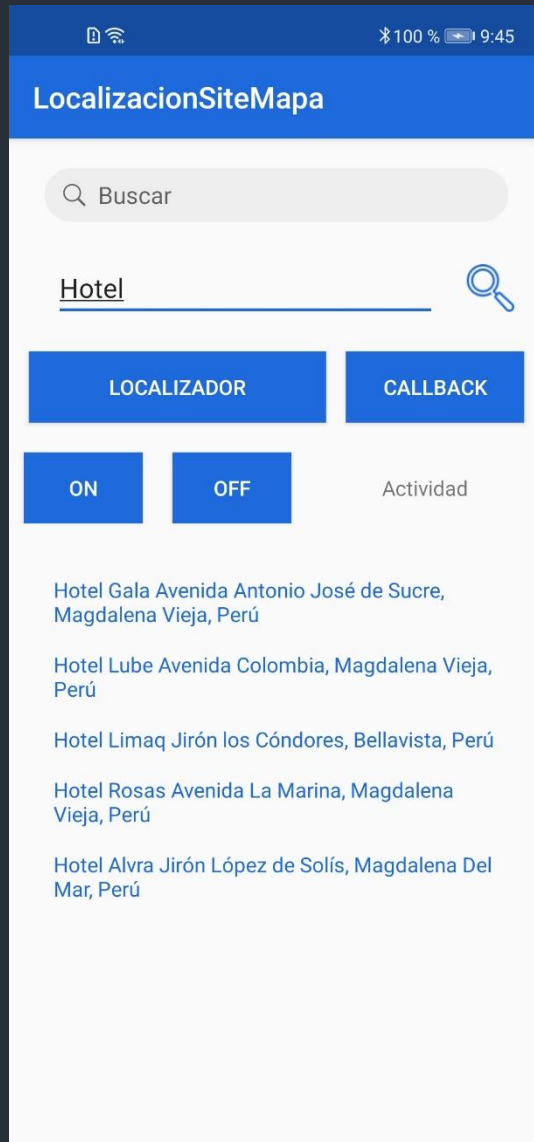 100 % 9:45
LocalizacionSiteMapa
Buscar
Hotel
LOCALIZADOR CALLBACK
ON OFF Actividad
Hotel Gala Avenida Antonio José de Sucre,
Magdalena Vieja, Perú
Hotel Lube Avenida Colombia, Magdalena Vieja,
Perú
Hotel Limaq Jirón los Cóndores, Bellavista, Perú
Hotel Rosas Avenida La Marina, Magdalena
Vieja, Perú
Hotel Alvra Jirón López de Solís, Magdalena Del
Mar, Perú